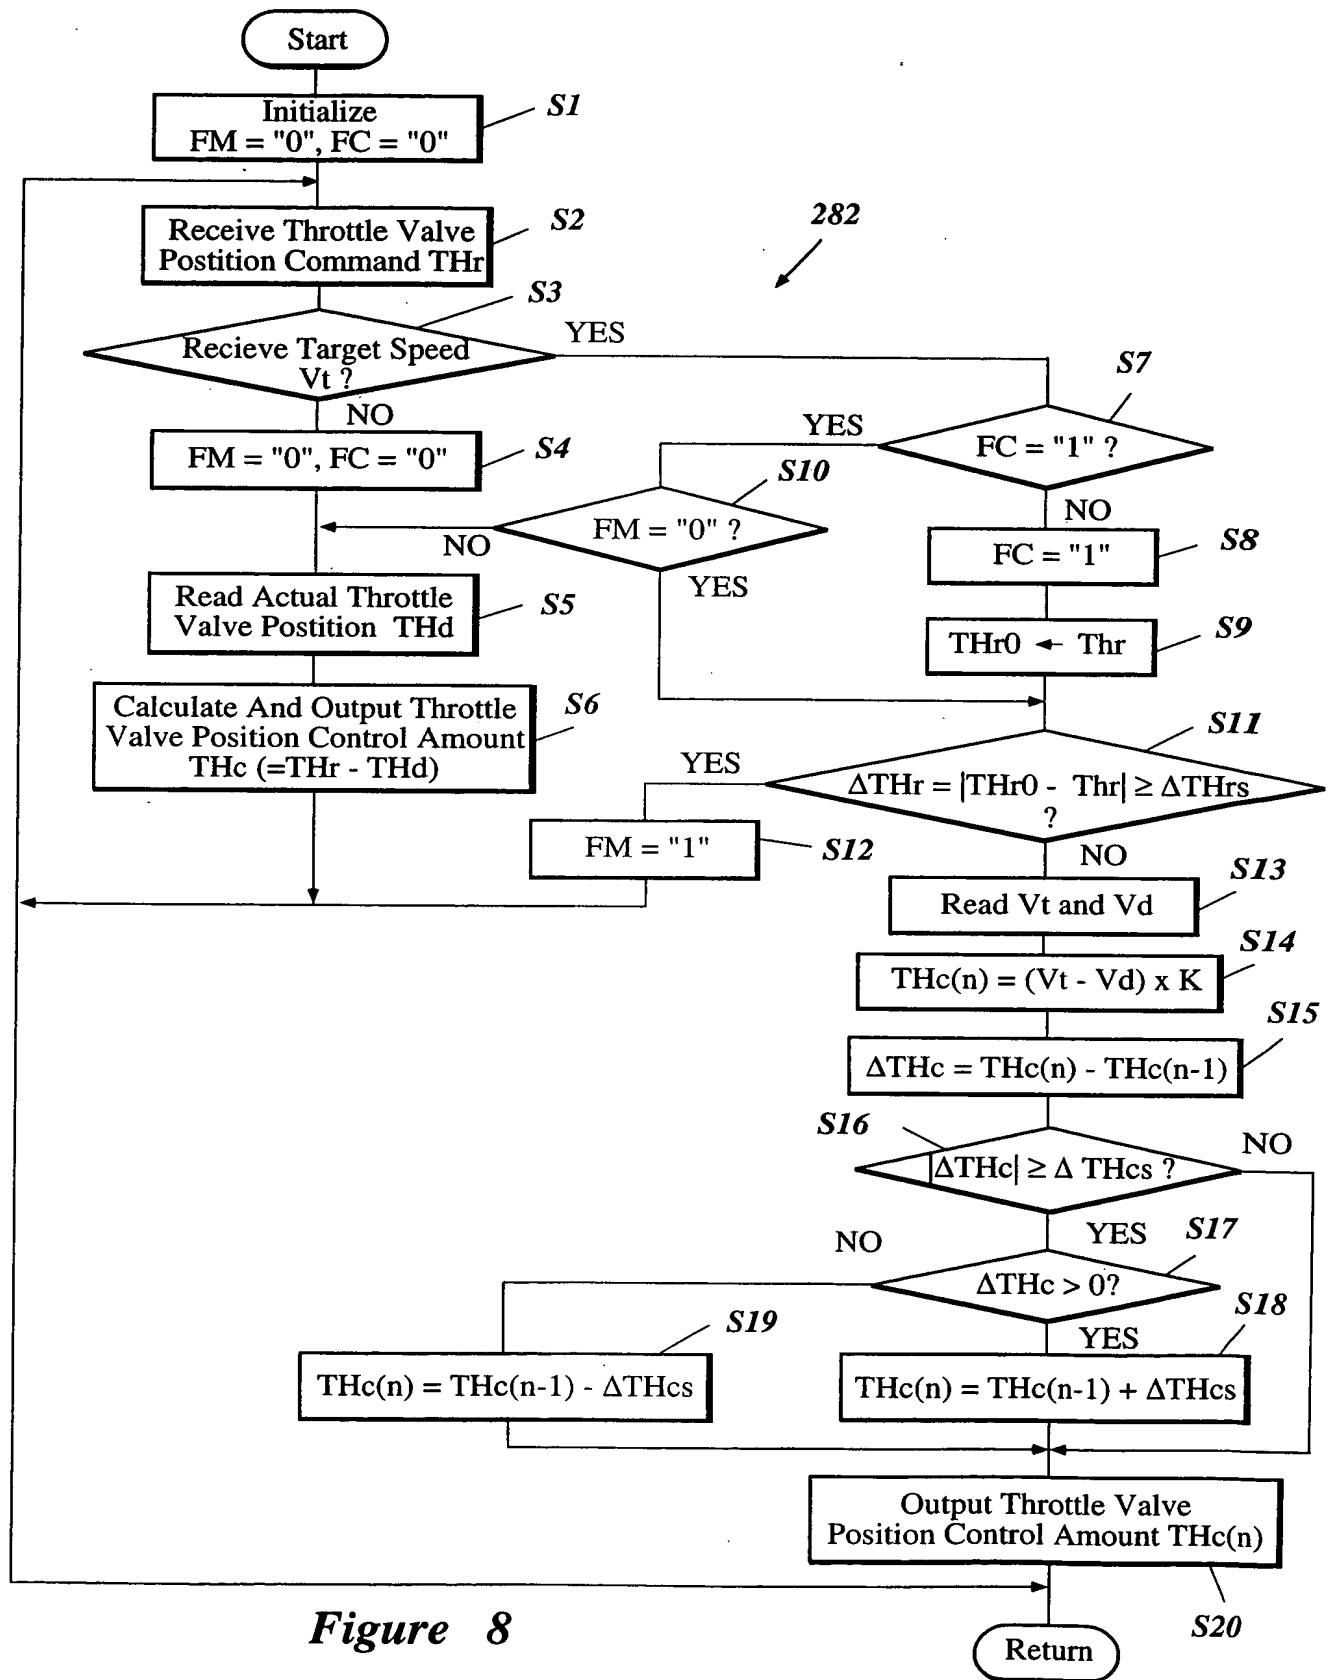 Start
Initialize
FM = "0", FC = "0"
S1
Receive Throttle Valve
Postition Command THr
S2
282
Recieve Target Speed
Vt ?
S3
YES
NO
FM = "0", FC = "0"
S4
FC = "1" ?
S7
YES
NO
FM = "0" ?
S10
NO
YES
FC = "1"
S8
Read Actual Throttle
Valve Postition THd
S5
THr0 ← Thr
S9
Calculate And Output Throttle
Valve Position Control Amount
THc (=THr - THd)
S6
ΔTHr = |THr0 - Thr| ≥ ΔTHrs
?
S11
YES
NO
FM = "1"
S12
Read Vt and Vd
S13
THc(n) = (Vt - Vd) x K
S14
ΔTHc = THc(n) - THc(n-1)
S15
|ΔTHc| ≥ Δ THcs ?
S16
NO
YES
ΔTHc > 0?
S17
NO
YES
THc(n) = THc(n-1) - ΔTHcs
S19
THc(n) = THc(n-1) + ΔTHcs
S18
Output Throttle Valve
Position Control Amount THc(n)
S20
Return
Figure 8